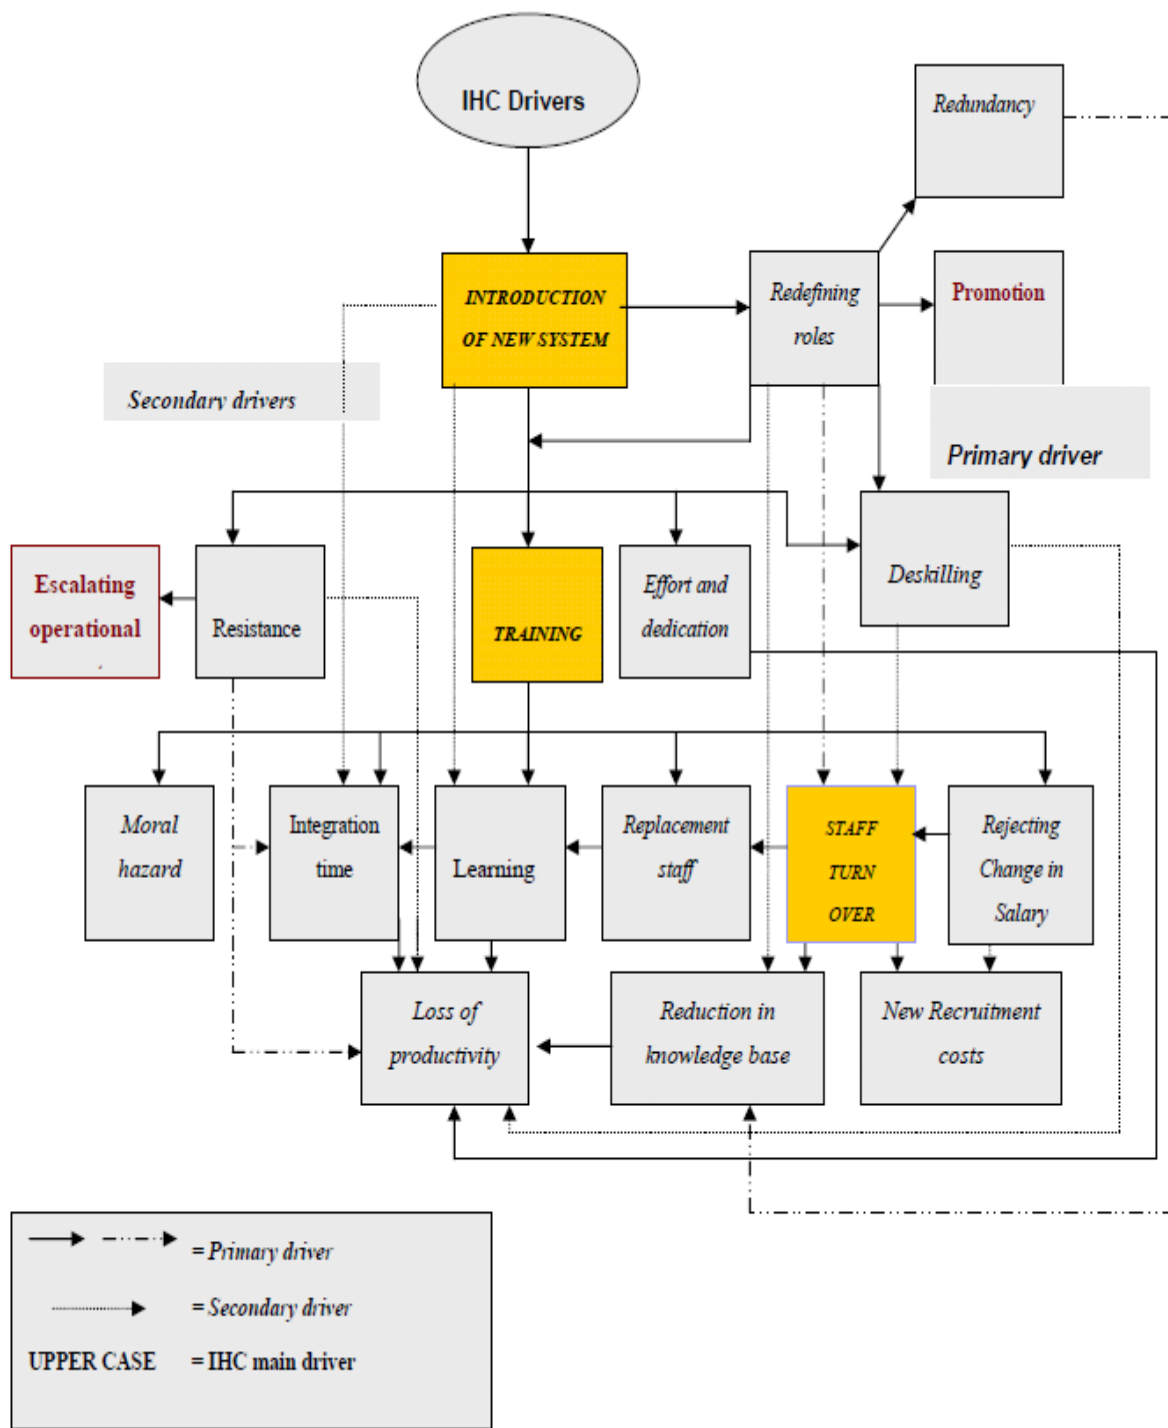 IHC Drivers
Redundancy
INTRODUCTION
OF NEW SYSTEM
Redefining
roles
Promotion
Secondary drivers
Primary driver
Escalating
operational
Resistance
TRAINING
Effort and
dedication
Deskilling
Moral
hazard
Integration
time
Learning
Replacement
staff
STAFF
TURN
OVER
Rejecting
Change in
Salary
Loss of
productivity
Reduction in
knowledge base
New Recruitment
costs
= Primary driver
= Secondary driver
UPPER CASE = IHC main driver